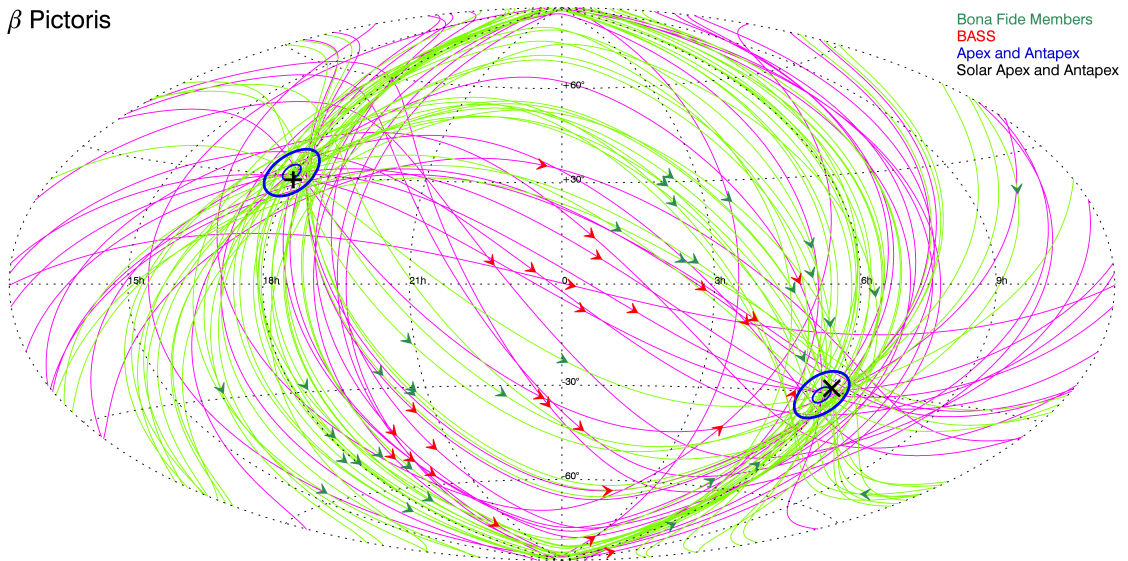 β Pictoris
Bona Fide Members
BASS
Apex and Antapex
Solar Apex and Antapex
+60°
+30°
15h 18h 21h 0 3h 6h 9h
-30°
-60°